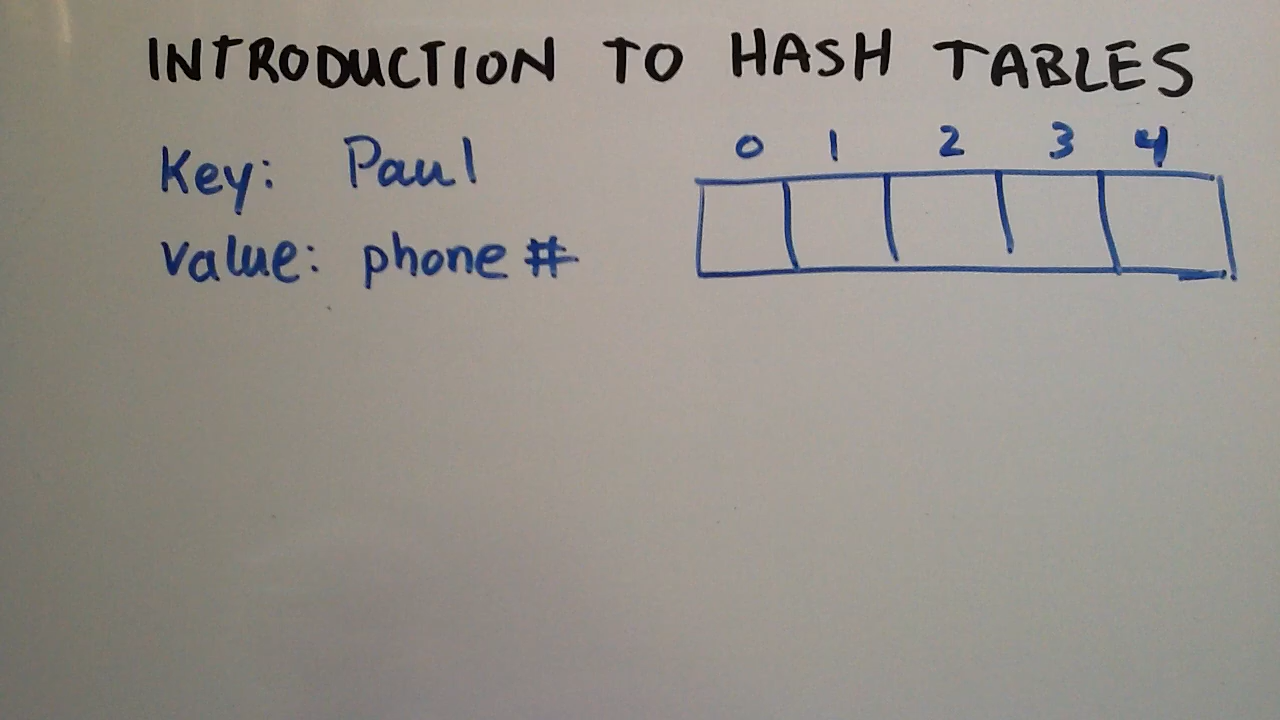 INTRODUCTION TO HASH TABLES
Key: Paul
value: phone #
0 1 2 3 4